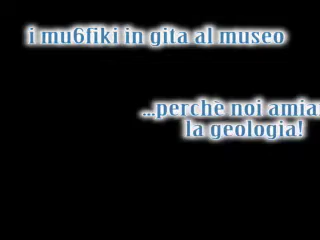 i mu6fiki in gita al museo
...perchè noi amia
la geologia!